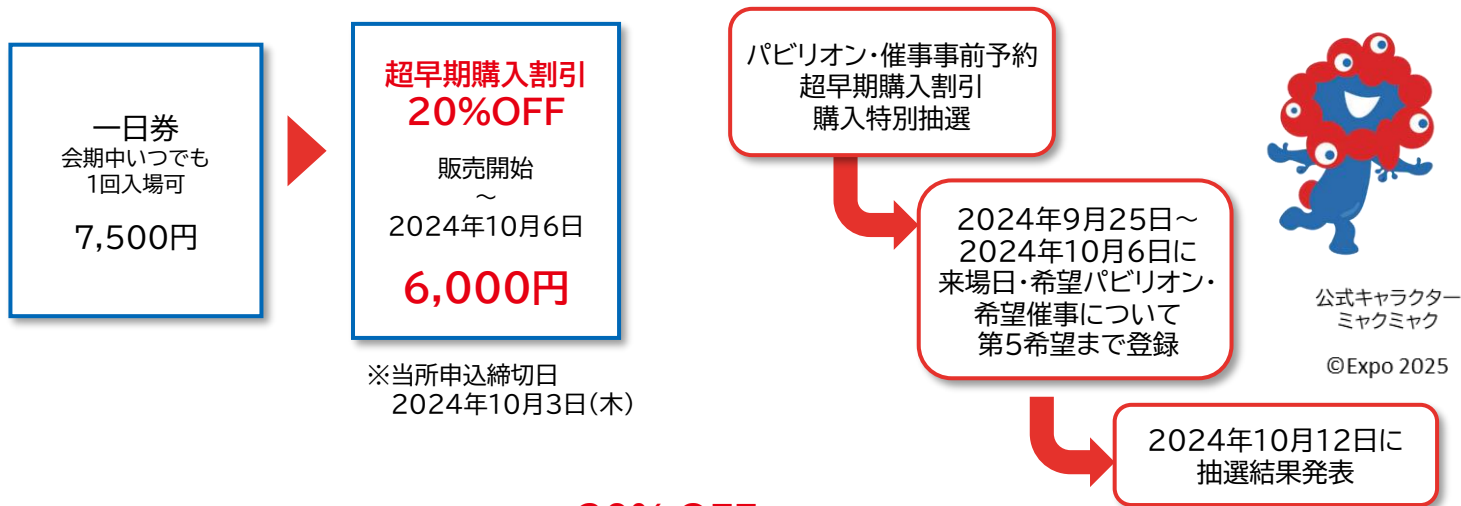 一日券
会期中いつでも
1回入場可
7,500円
超早期購入割引
20%OFF
販売開始
～
2024年10月6日
6,000円
※当所申込締切日
2024年10月3日(木)
パビリオン・催事事前予約
超早期購入割引
購入特別抽選
2024年9月25日～
2024年10月6日に
来場日・希望パビリオン・
希望催事について
第5希望まで登録
2024年10月12日に
抽選結果発表
公式キャラクター
ミャクミャク
©Expo 2025